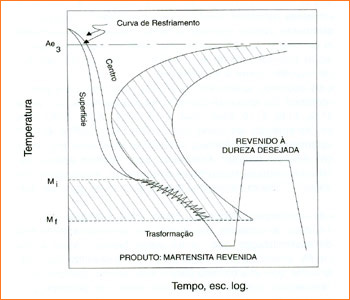 Curva de Resfriamento
Ae3
Centro
Superfície
Temperatura
REVENIDO À
DUREZA DESEJADA
Mi
Mf
Trasformação
PRODUTO: MARTENSITA REVENIDA
Tempo, esc. log.